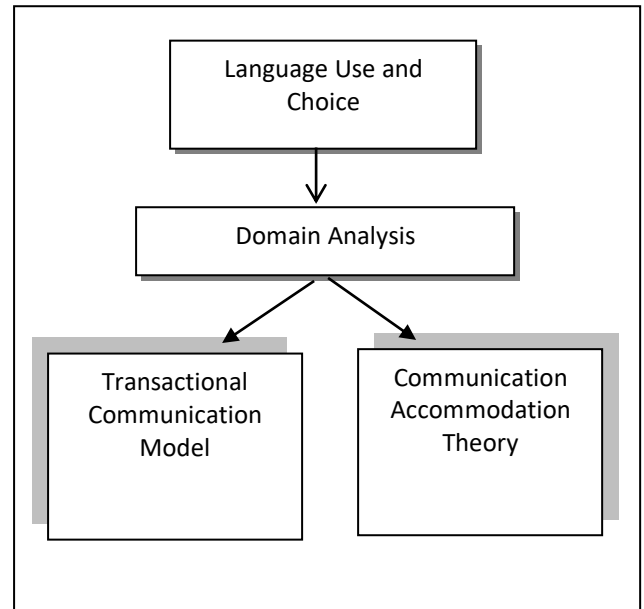 Language Use and
Choice
Domain Analysis
Transactional
Communication
Model
Communication
Accommodation
Theory